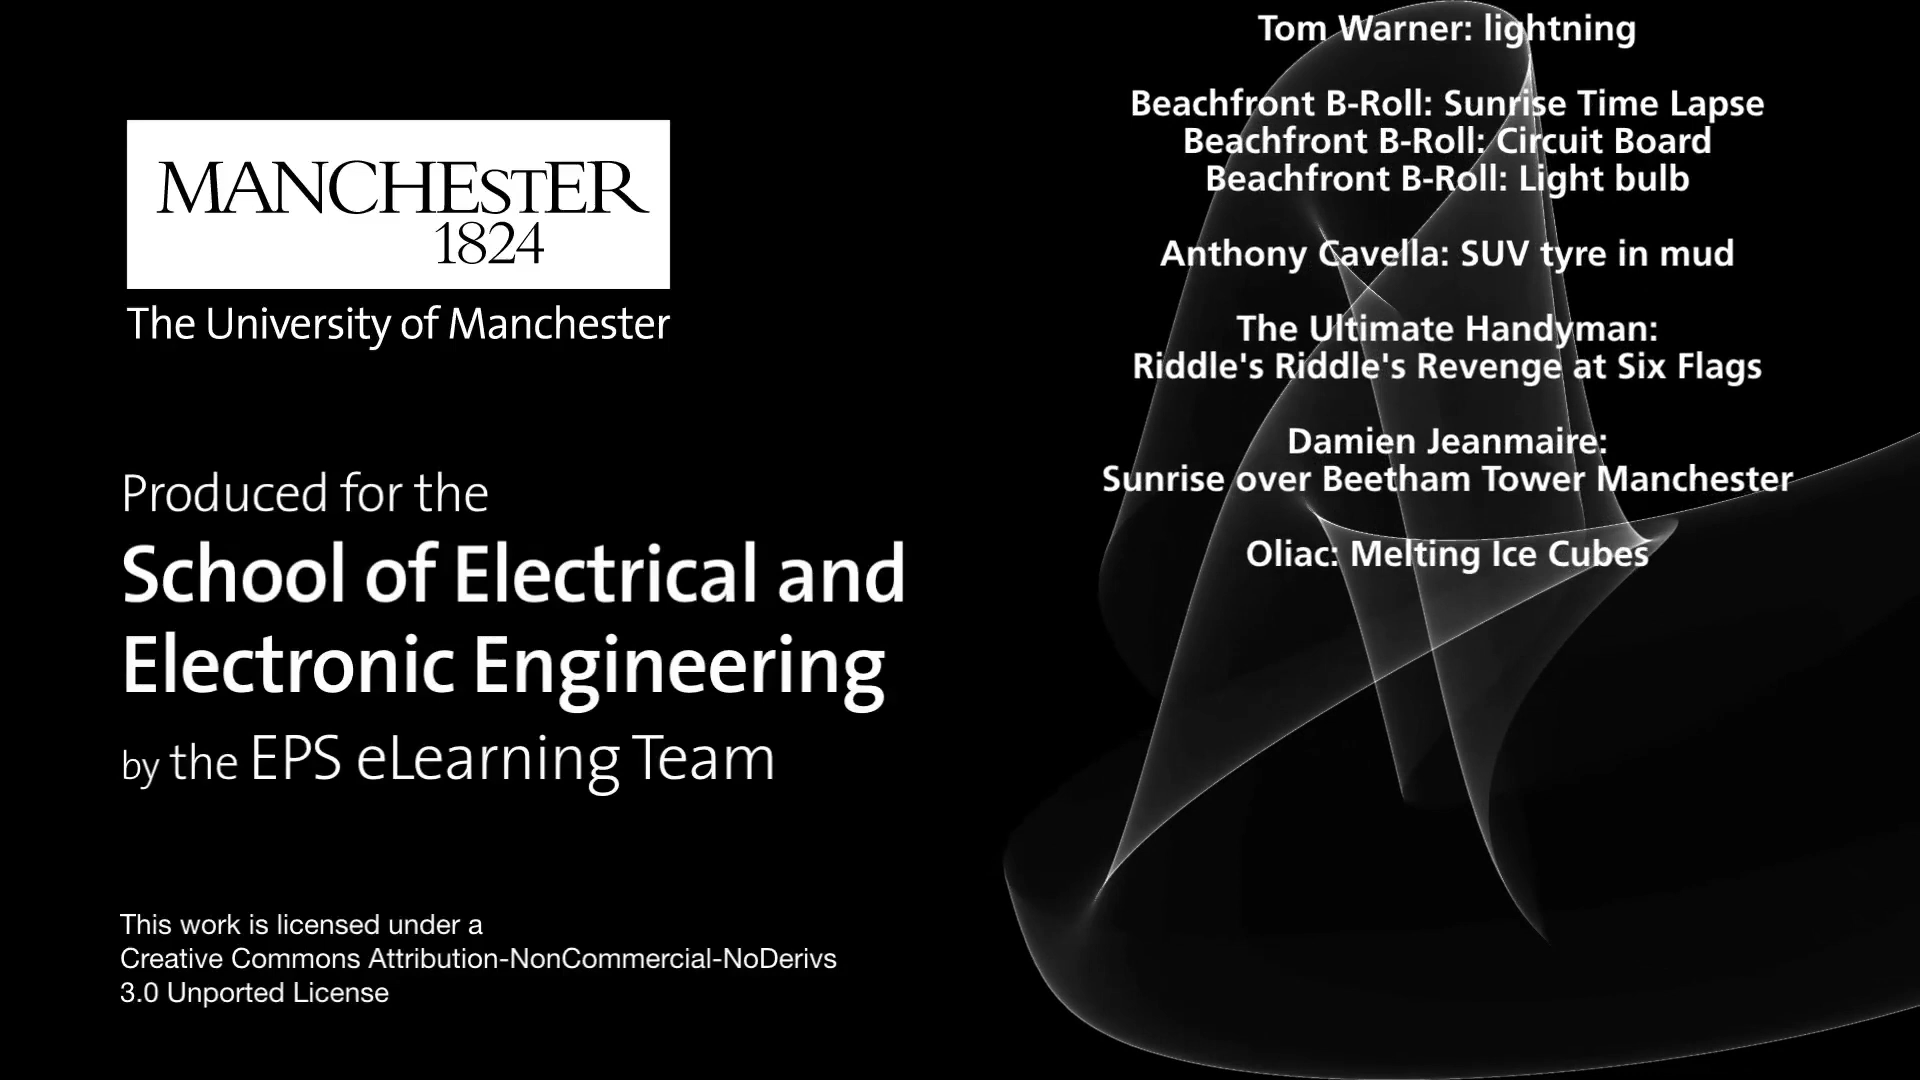 MANCHEsTER
1824
The University of Manchester
Produced for the
School of Electrical and
Electronic Engineering
by the EPS eLearning Team
This work is licensed under a
Creative Commons Attribution-NonCommercial-NoDerivs
3.0 Unported License
Tom Warner: lightning
Beachfront B-Roll: Sunrise Time Lapse
Beachfront B-Roll: Circuit Board
Beachfront B-Roll: Light bulb
Anthony Cavella: SUV tyre in mud
The Ultimate Handyman:
Riddle's Riddle's Revenge at Six Flags
Damien Jeanmaire:
Sunrise over Beetham Tower Manchester
Oliac: Melting Ice Cubes